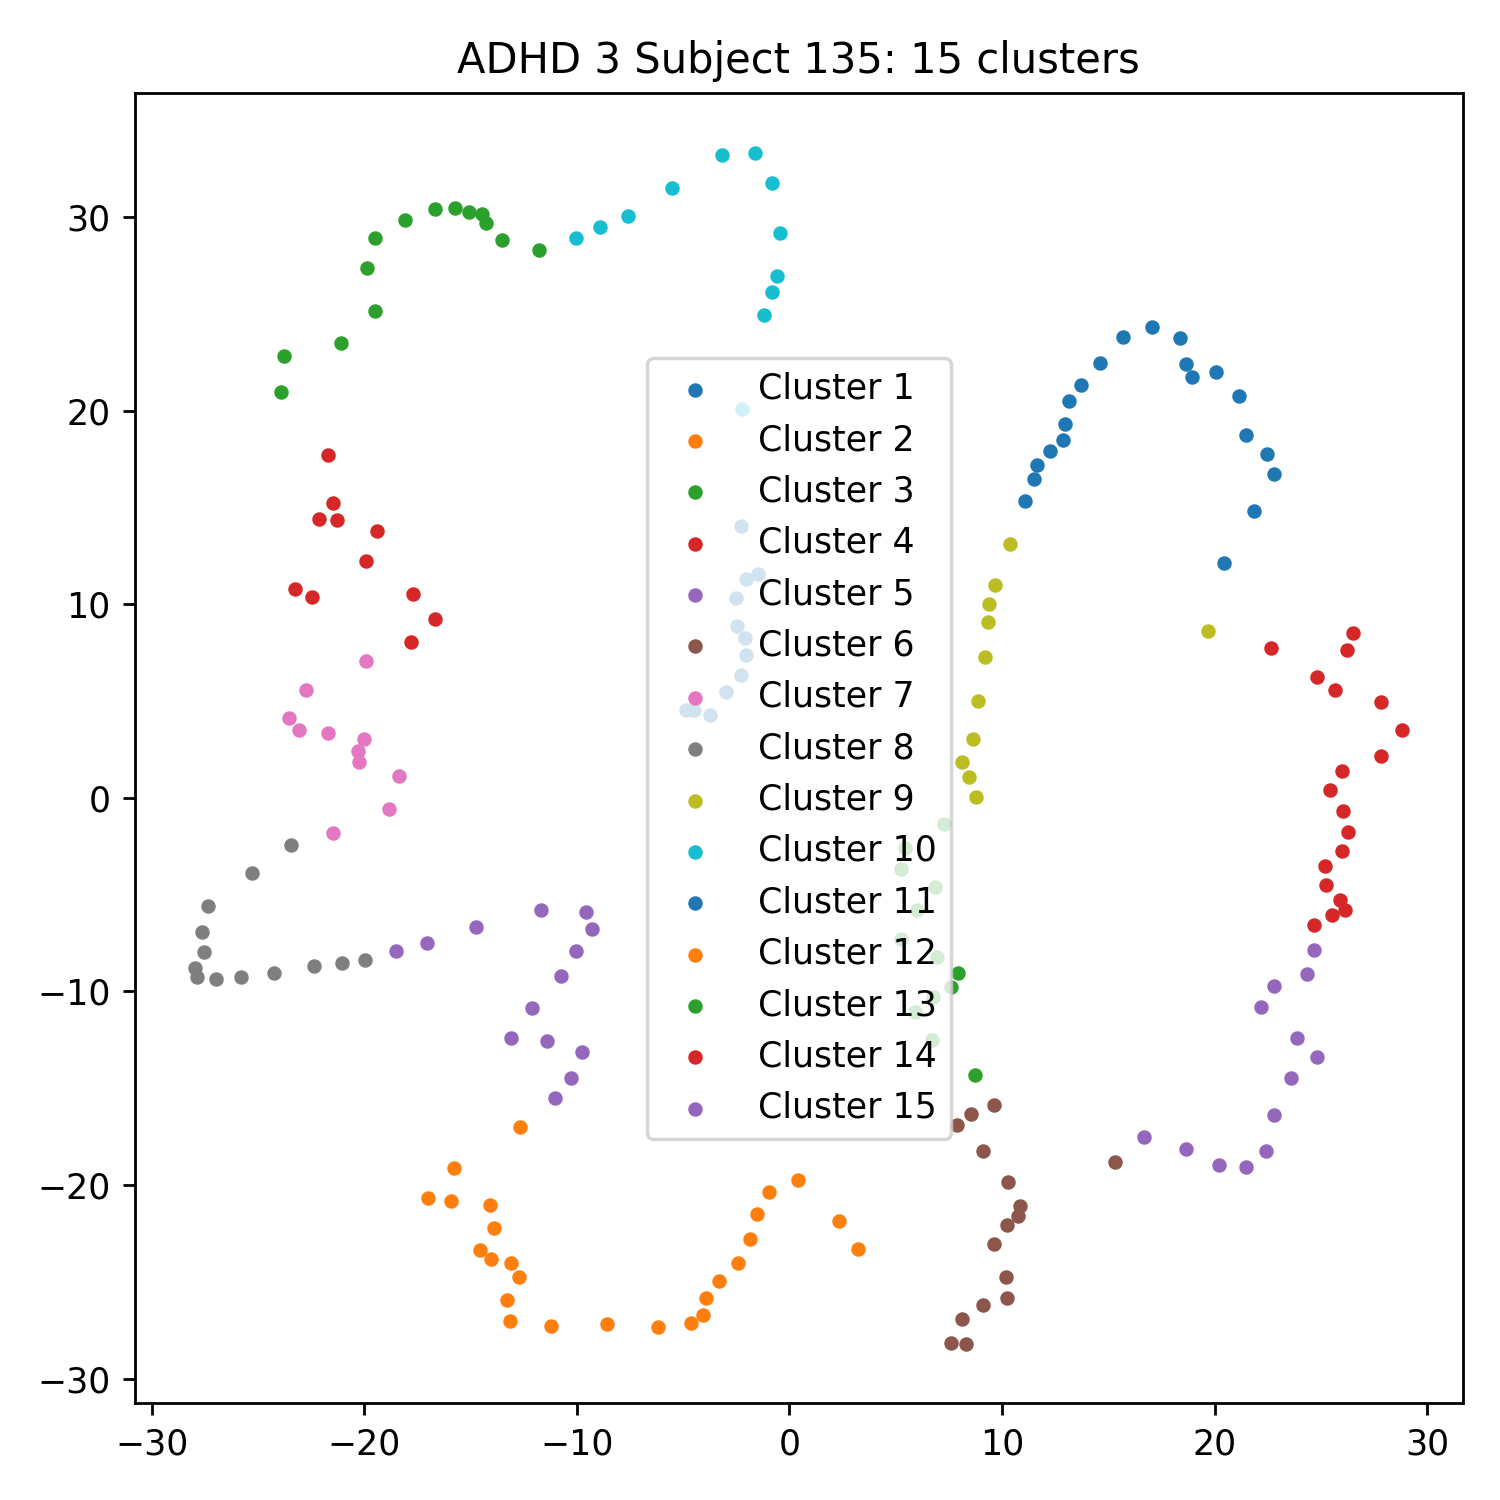 ADHD 3 Subject 135: 15 clusters
30
20
10
0
−10
−20
−30
Cluster 1
Cluster 2
Cluster 3
Cluster 4
Cluster 5
Cluster 6
Cluster 7
Cluster 8
Cluster 9
Cluster 10
Cluster 11
Cluster 12
Cluster 13
Cluster 14
Cluster 15
−30 −20 −10 0 10 20 30